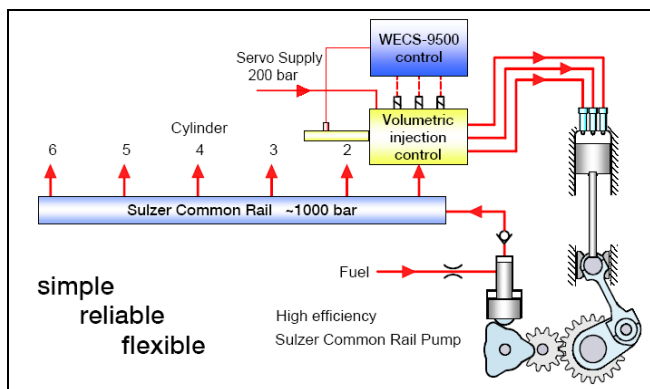 WECS-9500
control
Servo Supply
200 bar
Volumetric
injection
control
Cylinder
6 5 4 3 2
Sulzer Common Rail ~1000 bar
Fuel
simple
reliable
flexible
High efficiency
Sulzer Common Rail Pump